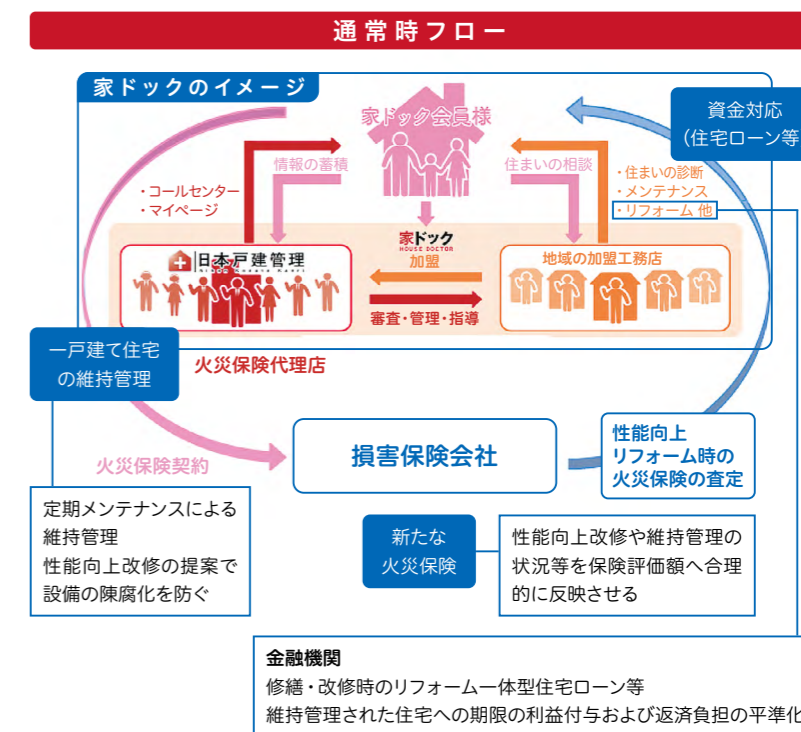 通常時フロー
家ドックのイメージ
家ドック会員様
資金対応
(住宅ローン等
情報の蓄積
住まいの相談
・コールセンター
・マイページ
・住まいの診断
・メンテナンス
・リフォーム 他
家ドック
HOUSE DOCTOR
加盟
日本戸建管理
地域の加盟工務店
審査・管理・指導
一戸建て住宅
の維持管理
火災保険代理店
火災保険契約
損害保険会社
性能向上
リフォーム時の
火災保険の査定
定期メンテナンスによる
維持管理
性能向上改修の提案で
設備の陳腐化を防ぐ
新たな
火災保険
性能向上改修や維持管理の
状況等を保険評価額へ合理
的に反映させる
金融機関
修繕・改修時のリフォーム一体型住宅ローン等
維持管理された住宅への期限の利益付与および返済負担の平準化